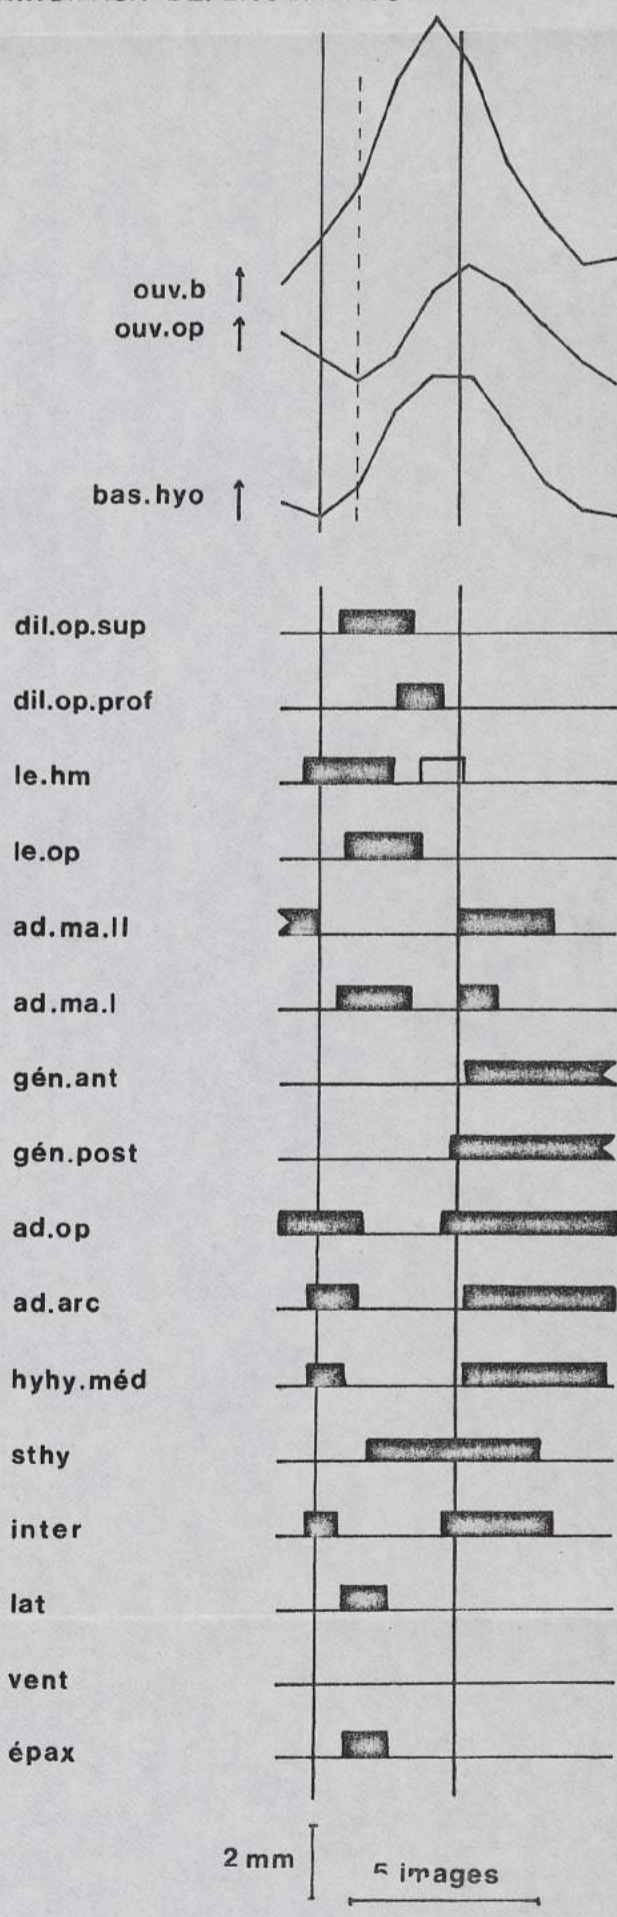 ouv.b
ouv.op
bas.hyo
dil.op.sup
dil.op.prof
le.hm
le.op
ad.ma.II
ad.ma.I
gén.ant
gén.post
ad.op
ad.arc
hyhy.méd
sthy
inter
lat
vent
épax
2 mm
5 images